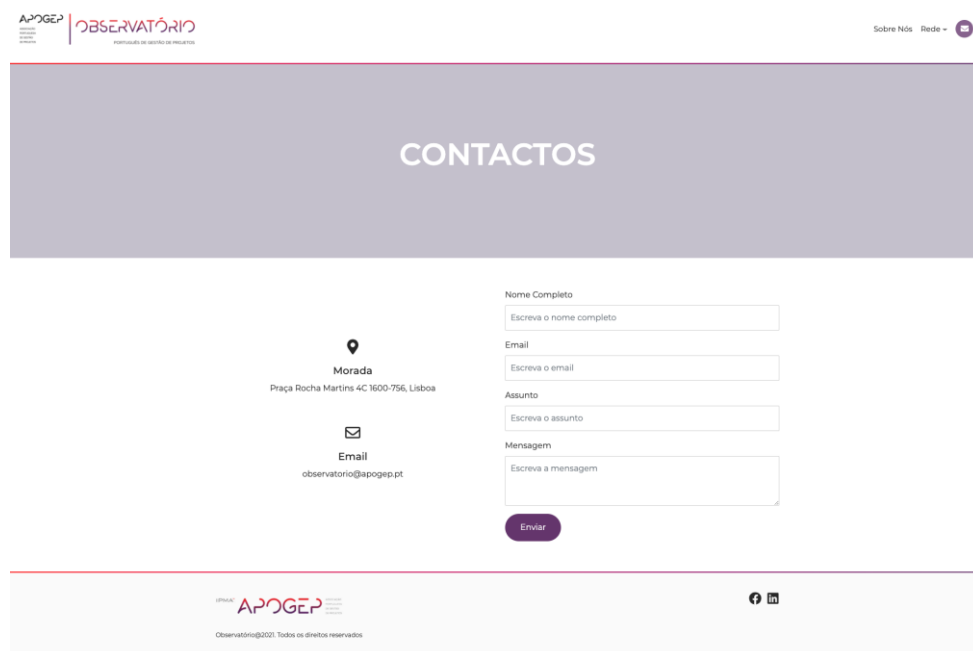 APOGEP
OBSERVATÓRIO
PORTUGUÊS DE GESTÃO DE PROJETOS
Sobre Nós
Rede
CONTACTOS
Morada
Praça Rocha Martins 4C 1600-756, Lisboa
Email
observatorio@apogep.pt
Nome Completo
Escreva o nome completo
Email
Escreva o email
Assunto
Escreva o assunto
Mensagem
Escreva a mensagem
Enviar
APOGEP
Observatório@2021. Todos os direitos reservados